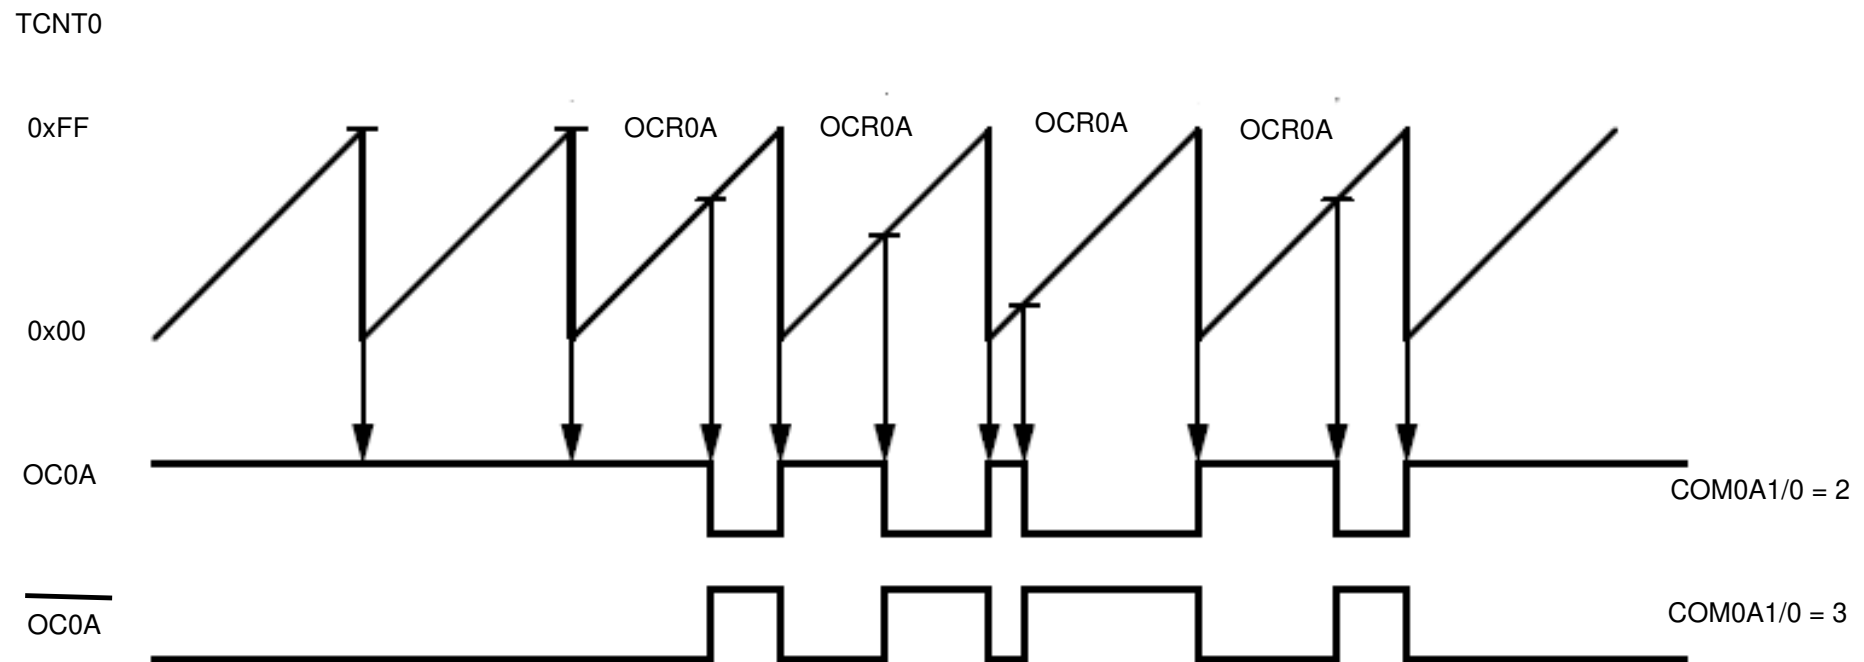 TCNT0
0xFF
OCR0A
OCR0A
OCR0A
OCR0A
0x00
OC0A
COM0A1/0 = 2
OC0A
COM0A1/0 = 3